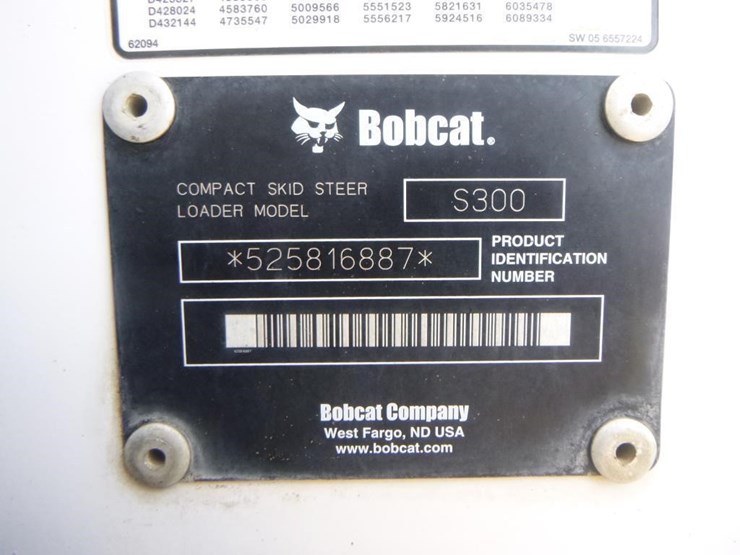 D428024 4583760 5009566 5551523 5821631 6035478
D432144 4735547 5029918 5556217 5924516 6089334
62094
SW 05 6557224
Bobcat®
COMPACT SKID STEER
LOADER MODEL
S300
*525816887*
PRODUCT
IDENTIFICATION
NUMBER
Bobcat Company
West Fargo, ND USA
www.bobcat.com